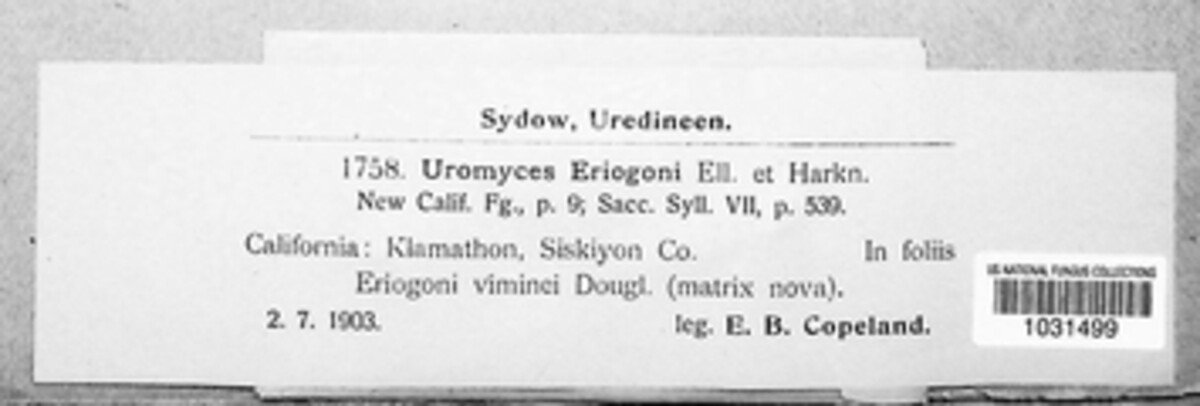 Sydow, Uredineen.
1758. Uromyces Eriogoni Ell. et Harkn.
New Calif. Fg., p. 9; Sacc. Syll. VII, p. 539.
California: Klamathon, Siskiyon Co. In foliis
Eriogoni viminei Dougl. (matrix nova).
2. 7. 1903. leg. E. B. Copeland.
US NATIONAL FUNGUS COLLECTIONS
1031499